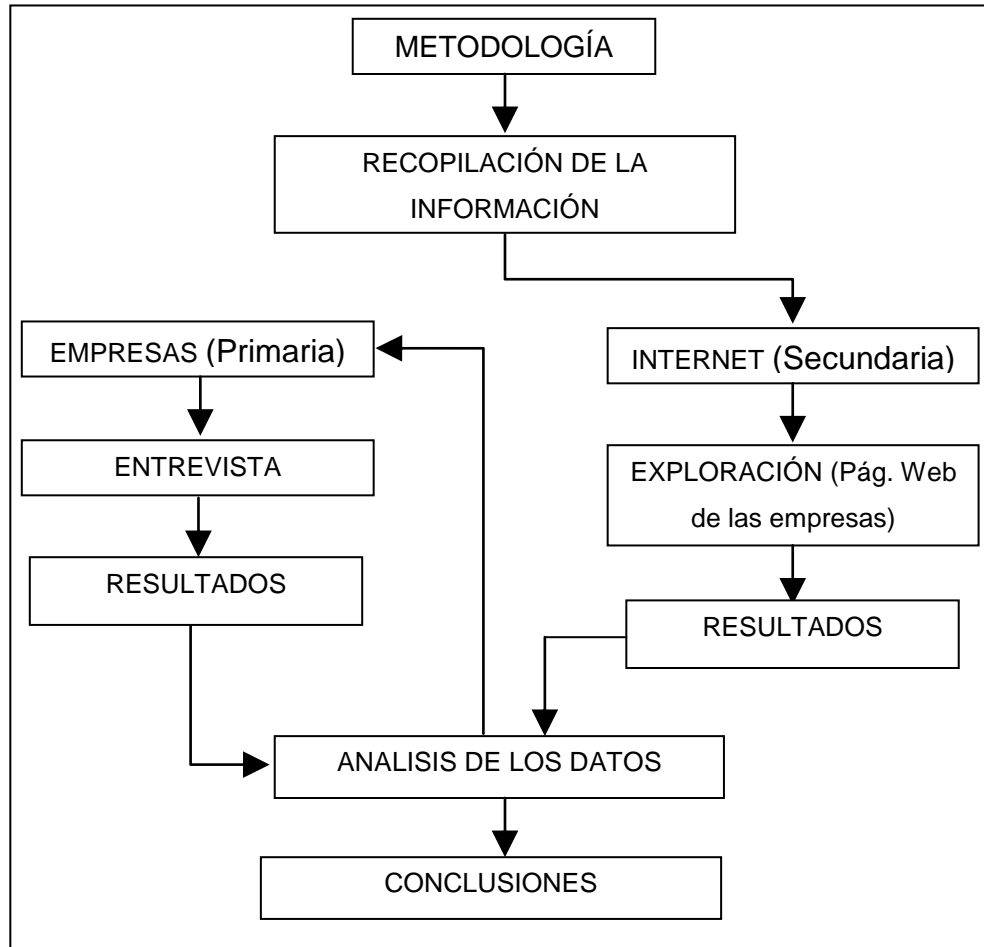 METODOLOGÍA
RECOPILACIÓN DE LA
INFORMACIÓN
EMPRESAS (Primaria)
INTERNET (Secundaria)
ENTREVISTA
EXPLORACIÓN (Pág. Web
de las empresas)
RESULTADOS
RESULTADOS
ANALISIS DE LOS DATOS
CONCLUSIONES